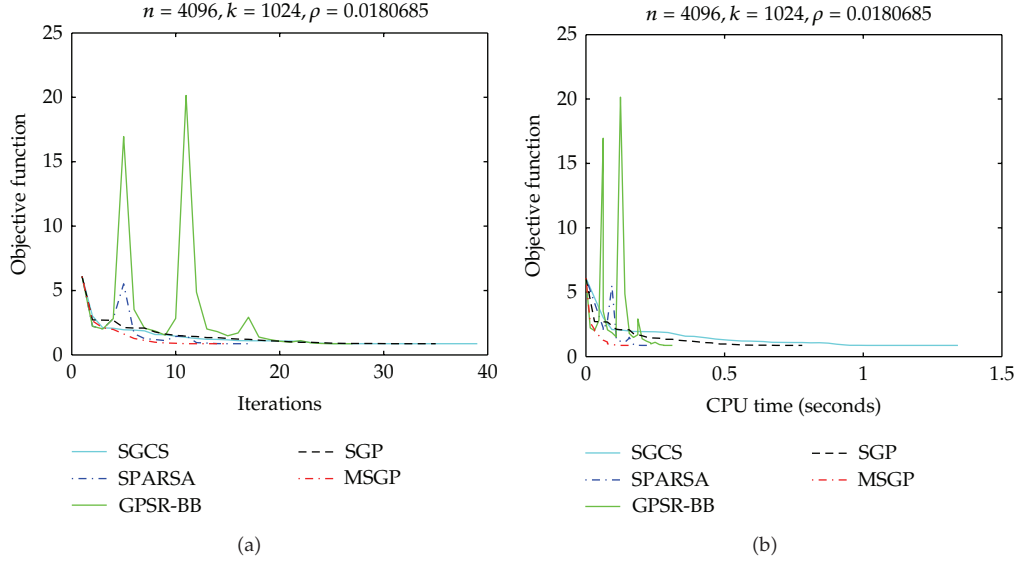 n = 4096, k = 1024, ρ = 0.0180685
25
20
15
10
5
0
Objective function
0 10 20 30 40
Iterations
SGCS
SPARSA
GPSR-BB
SGP
MSGP
(a)
n = 4096, k = 1024, ρ = 0.0180685
25
20
15
10
5
0
Objective function
0 0.5 1 1.5
CPU time (seconds)
SGCS
SPARSA
GPSR-BB
SGP
MSGP
(b)